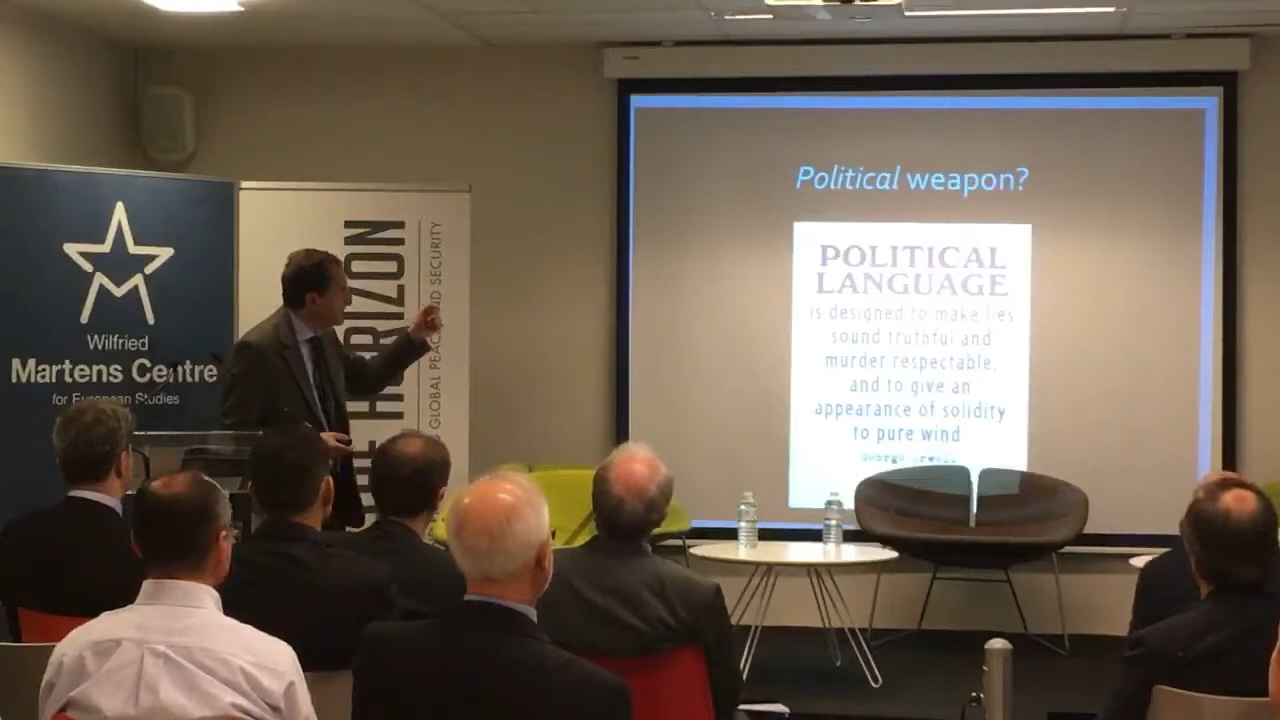 Wilfried
Martens Centre
for European Studies
HORIZON
GLOBAL PEACE AND SECURITY
Political weapon?
POLITICAL
LANGUAGE
is designed to make lies
sound truthful and
murder respectable,
and to give an
appearance of solidity
to pure wind